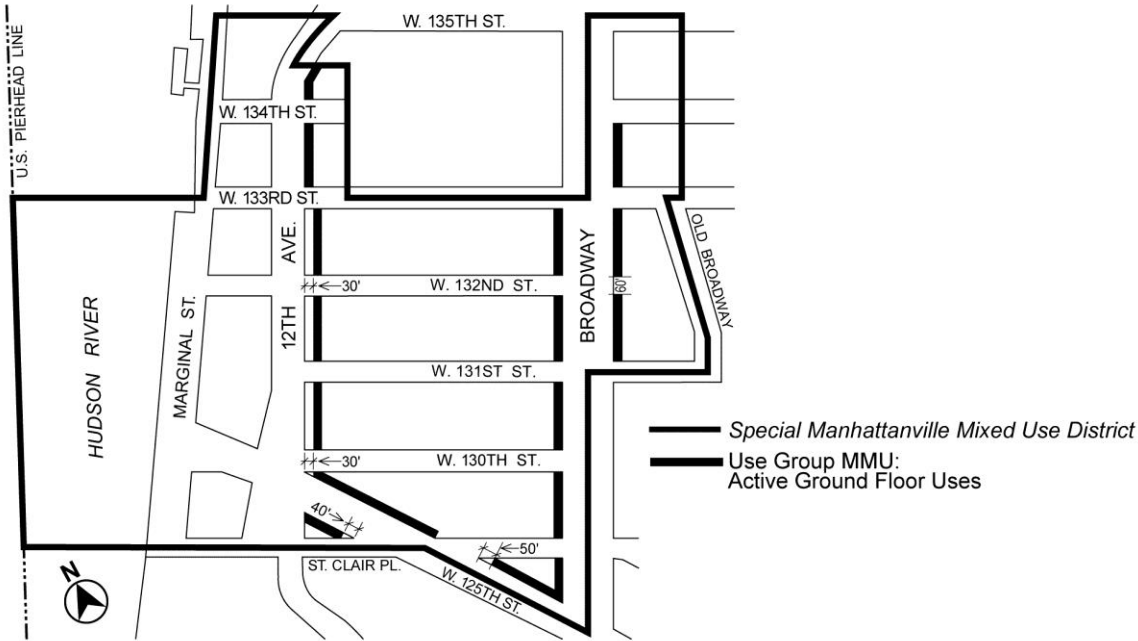 W. 135TH ST.
U.S. PIERHEAD LINE
W. 134TH ST.
W. 133RD ST.
HUDSON RIVER
MARGINAL ST.
12TH AVE.
30'
W. 132ND ST.
BROADWAY
60'
OLD BROADWAY
W. 131ST ST.
30'
W. 130TH ST.
40'
50'
ST. CLAIR PL.
W. 125TH ST.
N
Special Manhattanville Mixed Use District
Use Group MMU:
Active Ground Floor Uses